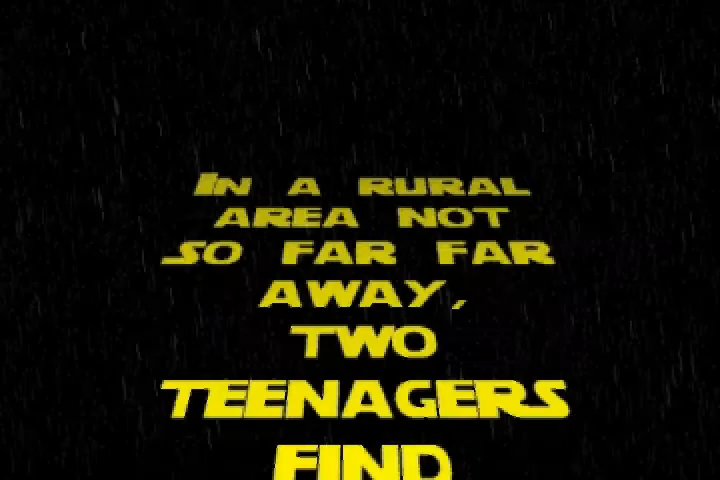 In a rural
area not
so far far
away,
two
teenagers
find